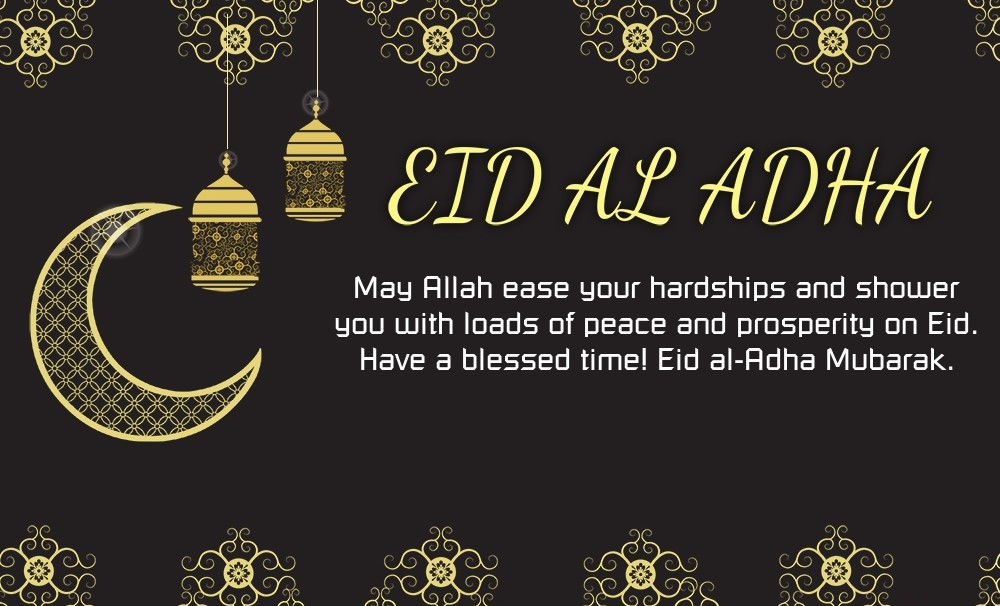 EID AL ADHA
May Allah ease your hardships and shower
you with loads of peace and prosperity on Eid.
Have a blessed time! Eid al-Adha Mubarak.